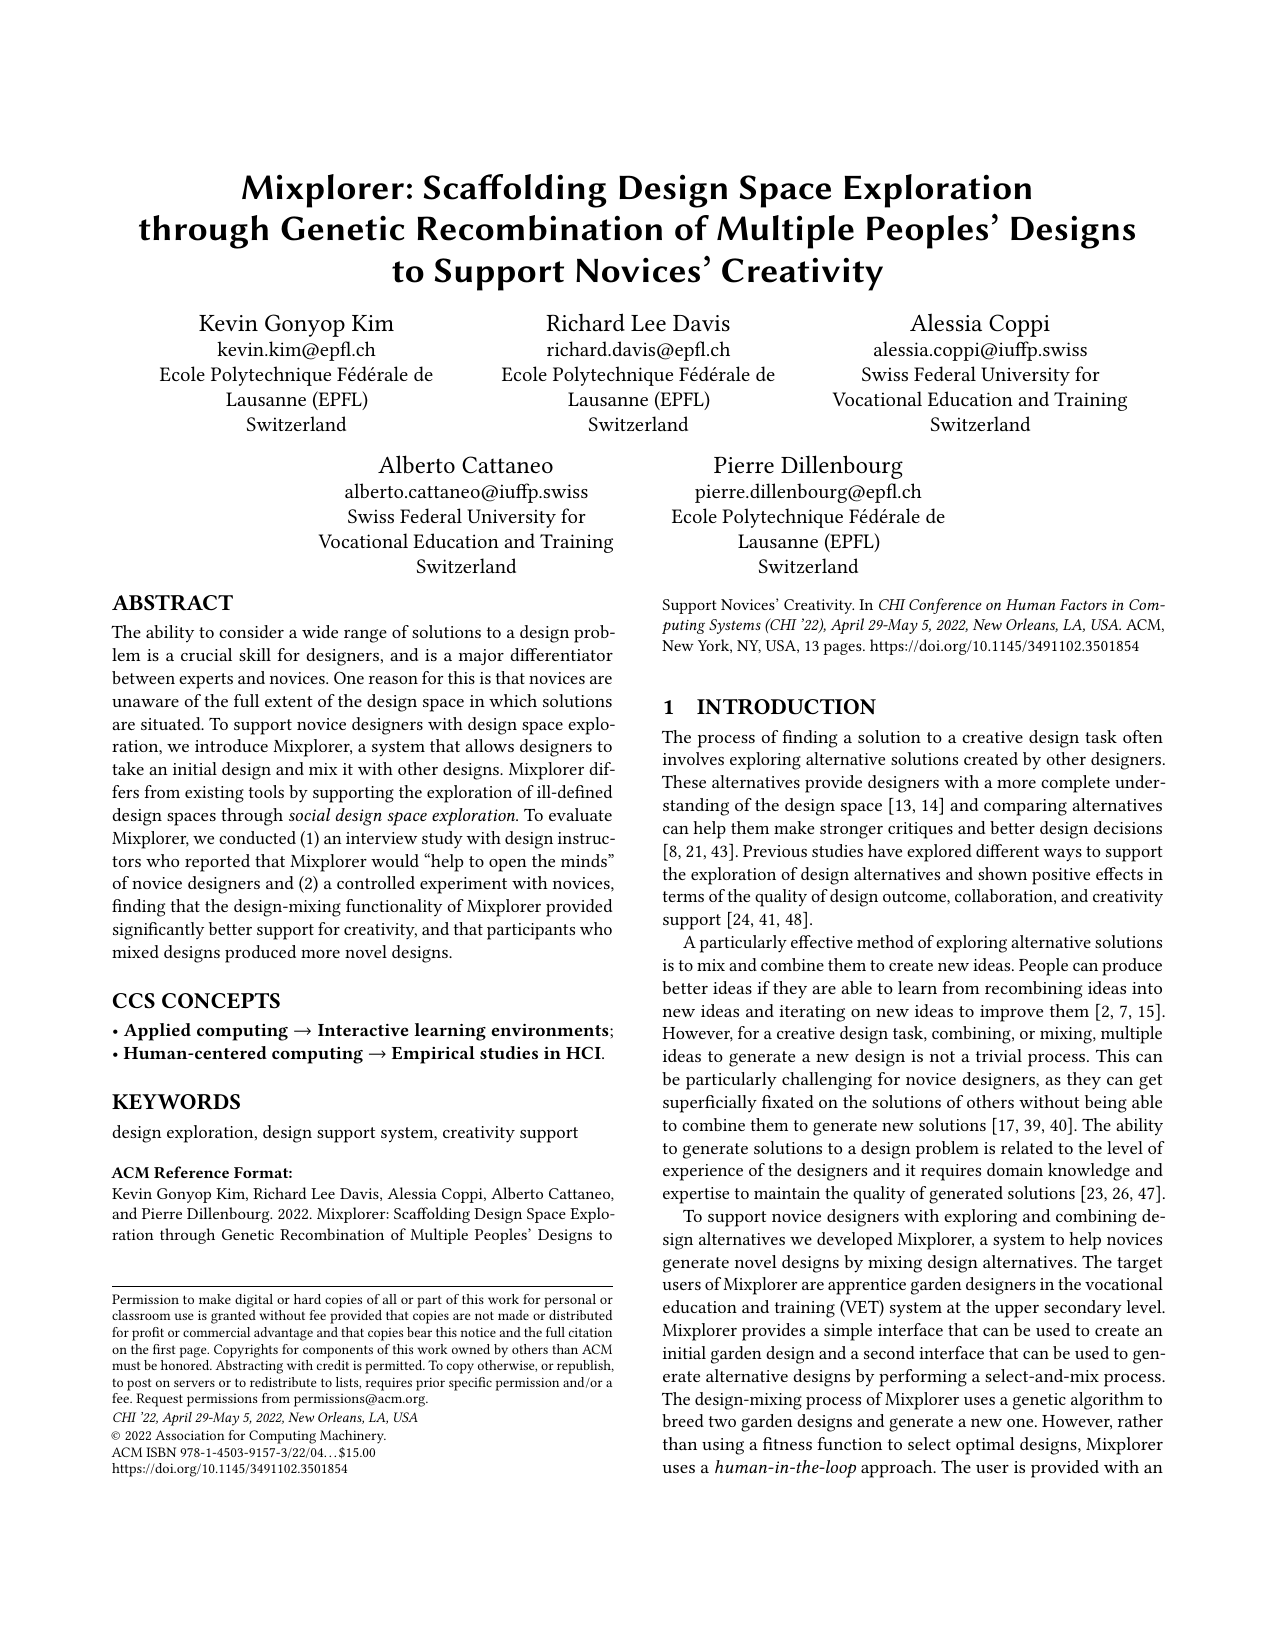 Mixplorer: Scaffolding Design Space Exploration
through Genetic Recombination of Multiple Peoples’ Designs
to Support Novices’ Creativity
Kevin Gonyop Kim
kevin.kim@epfl.ch
Ecole Polytechnique Fédérale de
Lausanne (EPFL)
Switzerland
Richard Lee Davis
richard.davis@epfl.ch
Ecole Polytechnique Fédérale de
Lausanne (EPFL)
Switzerland
Alessia Coppi
alessia.coppi@iuffp.swiss
Swiss Federal University for
Vocational Education and Training
Switzerland
Alberto Cattaneo
alberto.cattaneo@iuffp.swiss
Swiss Federal University for
Vocational Education and Training
Switzerland
Pierre Dillenbourg
pierre.dillenbourg@epfl.ch
Ecole Polytechnique Fédérale de
Lausanne (EPFL)
Switzerland
ABSTRACT
The ability to consider a wide range of solutions to a design prob-
lem is a crucial skill for designers, and is a major differentiator
between experts and novices. One reason for this is that novices are
unaware of the full extent of the design space in which solutions
are situated. To support novice designers with design space explo-
ration, we introduce Mixplorer, a system that allows designers to
take an initial design and mix it with other designs. Mixplorer dif-
fers from existing tools by supporting the exploration of ill-defined
design spaces through social design space exploration. To evaluate
Mixplorer, we conducted (1) an interview study with design instruc-
tors who reported that Mixplorer would “help to open the minds”
of novice designers and (2) a controlled experiment with novices,
finding that the design-mixing functionality of Mixplorer provided
significantly better support for creativity, and that participants who
mixed designs produced more novel designs.
CCS CONCEPTS
• Applied computing → Interactive learning environments;
• Human-centered computing → Empirical studies in HCI.
KEYWORDS
design exploration, design support system, creativity support
ACM Reference Format:
Kevin Gonyop Kim, Richard Lee Davis, Alessia Coppi, Alberto Cattaneo,
and Pierre Dillenbourg. 2022. Mixplorer: Scaffolding Design Space Explo-
ration through Genetic Recombination of Multiple Peoples’ Designs to
Permission to make digital or hard copies of all or part of this work for personal or
classroom use is granted without fee provided that copies are not made or distributed
for profit or commercial advantage and that copies bear this notice and the full citation
on the first page. Copyrights for components of this work owned by others than ACM
must be honored. Abstracting with credit is permitted. To copy otherwise, or republish,
to post on servers or to redistribute to lists, requires prior specific permission and/or a
fee. Request permissions from permissions@acm.org.
CHI ’22, April 29-May 5, 2022, New Orleans, LA, USA
© 2022 Association for Computing Machinery.
ACM ISBN 978-1-4503-9157-3/22/04...$15.00
https://doi.org/10.1145/3491102.3501854
Support Novices’ Creativity. In CHI Conference on Human Factors in Com-
puting Systems (CHI ’22), April 29-May 5, 2022, New Orleans, LA, USA. ACM,
New York, NY, USA, 13 pages. https://doi.org/10.1145/3491102.3501854
1 INTRODUCTION
The process of finding a solution to a creative design task often
involves exploring alternative solutions created by other designers.
These alternatives provide designers with a more complete under-
standing of the design space [13, 14] and comparing alternatives
can help them make stronger critiques and better design decisions
[8, 21, 43]. Previous studies have explored different ways to support
the exploration of design alternatives and shown positive effects in
terms of the quality of design outcome, collaboration, and creativity
support [24, 41, 48].
A particularly effective method of exploring alternative solutions
is to mix and combine them to create new ideas. People can produce
better ideas if they are able to learn from recombining ideas into
new ideas and iterating on new ideas to improve them [2, 7, 15].
However, for a creative design task, combining, or mixing, multiple
ideas to generate a new design is not a trivial process. This can
be particularly challenging for novice designers, as they can get
superficially fixated on the solutions of others without being able
to combine them to generate new solutions [17, 39, 40]. The ability
to generate solutions to a design problem is related to the level of
experience of the designers and it requires domain knowledge and
expertise to maintain the quality of generated solutions [23, 26, 47].
To support novice designers with exploring and combining de-
sign alternatives we developed Mixplorer, a system to help novices
generate novel designs by mixing design alternatives. The target
users of Mixplorer are apprentice garden designers in the vocational
education and training (VET) system at the upper secondary level.
Mixplorer provides a simple interface that can be used to create an
initial garden design and a second interface that can be used to gen-
erate alternative designs by performing a select-and-mix process.
The design-mixing process of Mixplorer uses a genetic algorithm to
breed two garden designs and generate a new one. However, rather
than using a fitness function to select optimal designs, Mixplorer
uses a human-in-the-loop approach. The user is provided with an